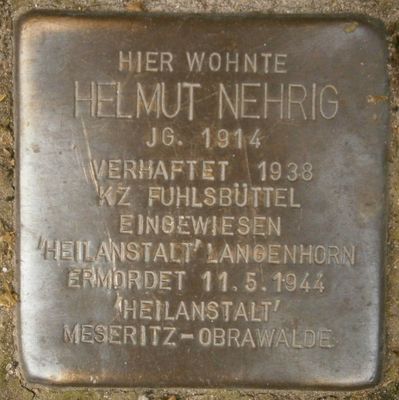 HIER WOHNTE
HELMUT NEHRIG
JG. 1914
VERHAFTET 1938
KZ FUHLSBÜTTEL
EINGEWIESEN
'HEILANSTALT' LANGENHORN
ERMORDET 11.5.1944
'HEILANSTALT'
MESERITZ-OBRAWALDE